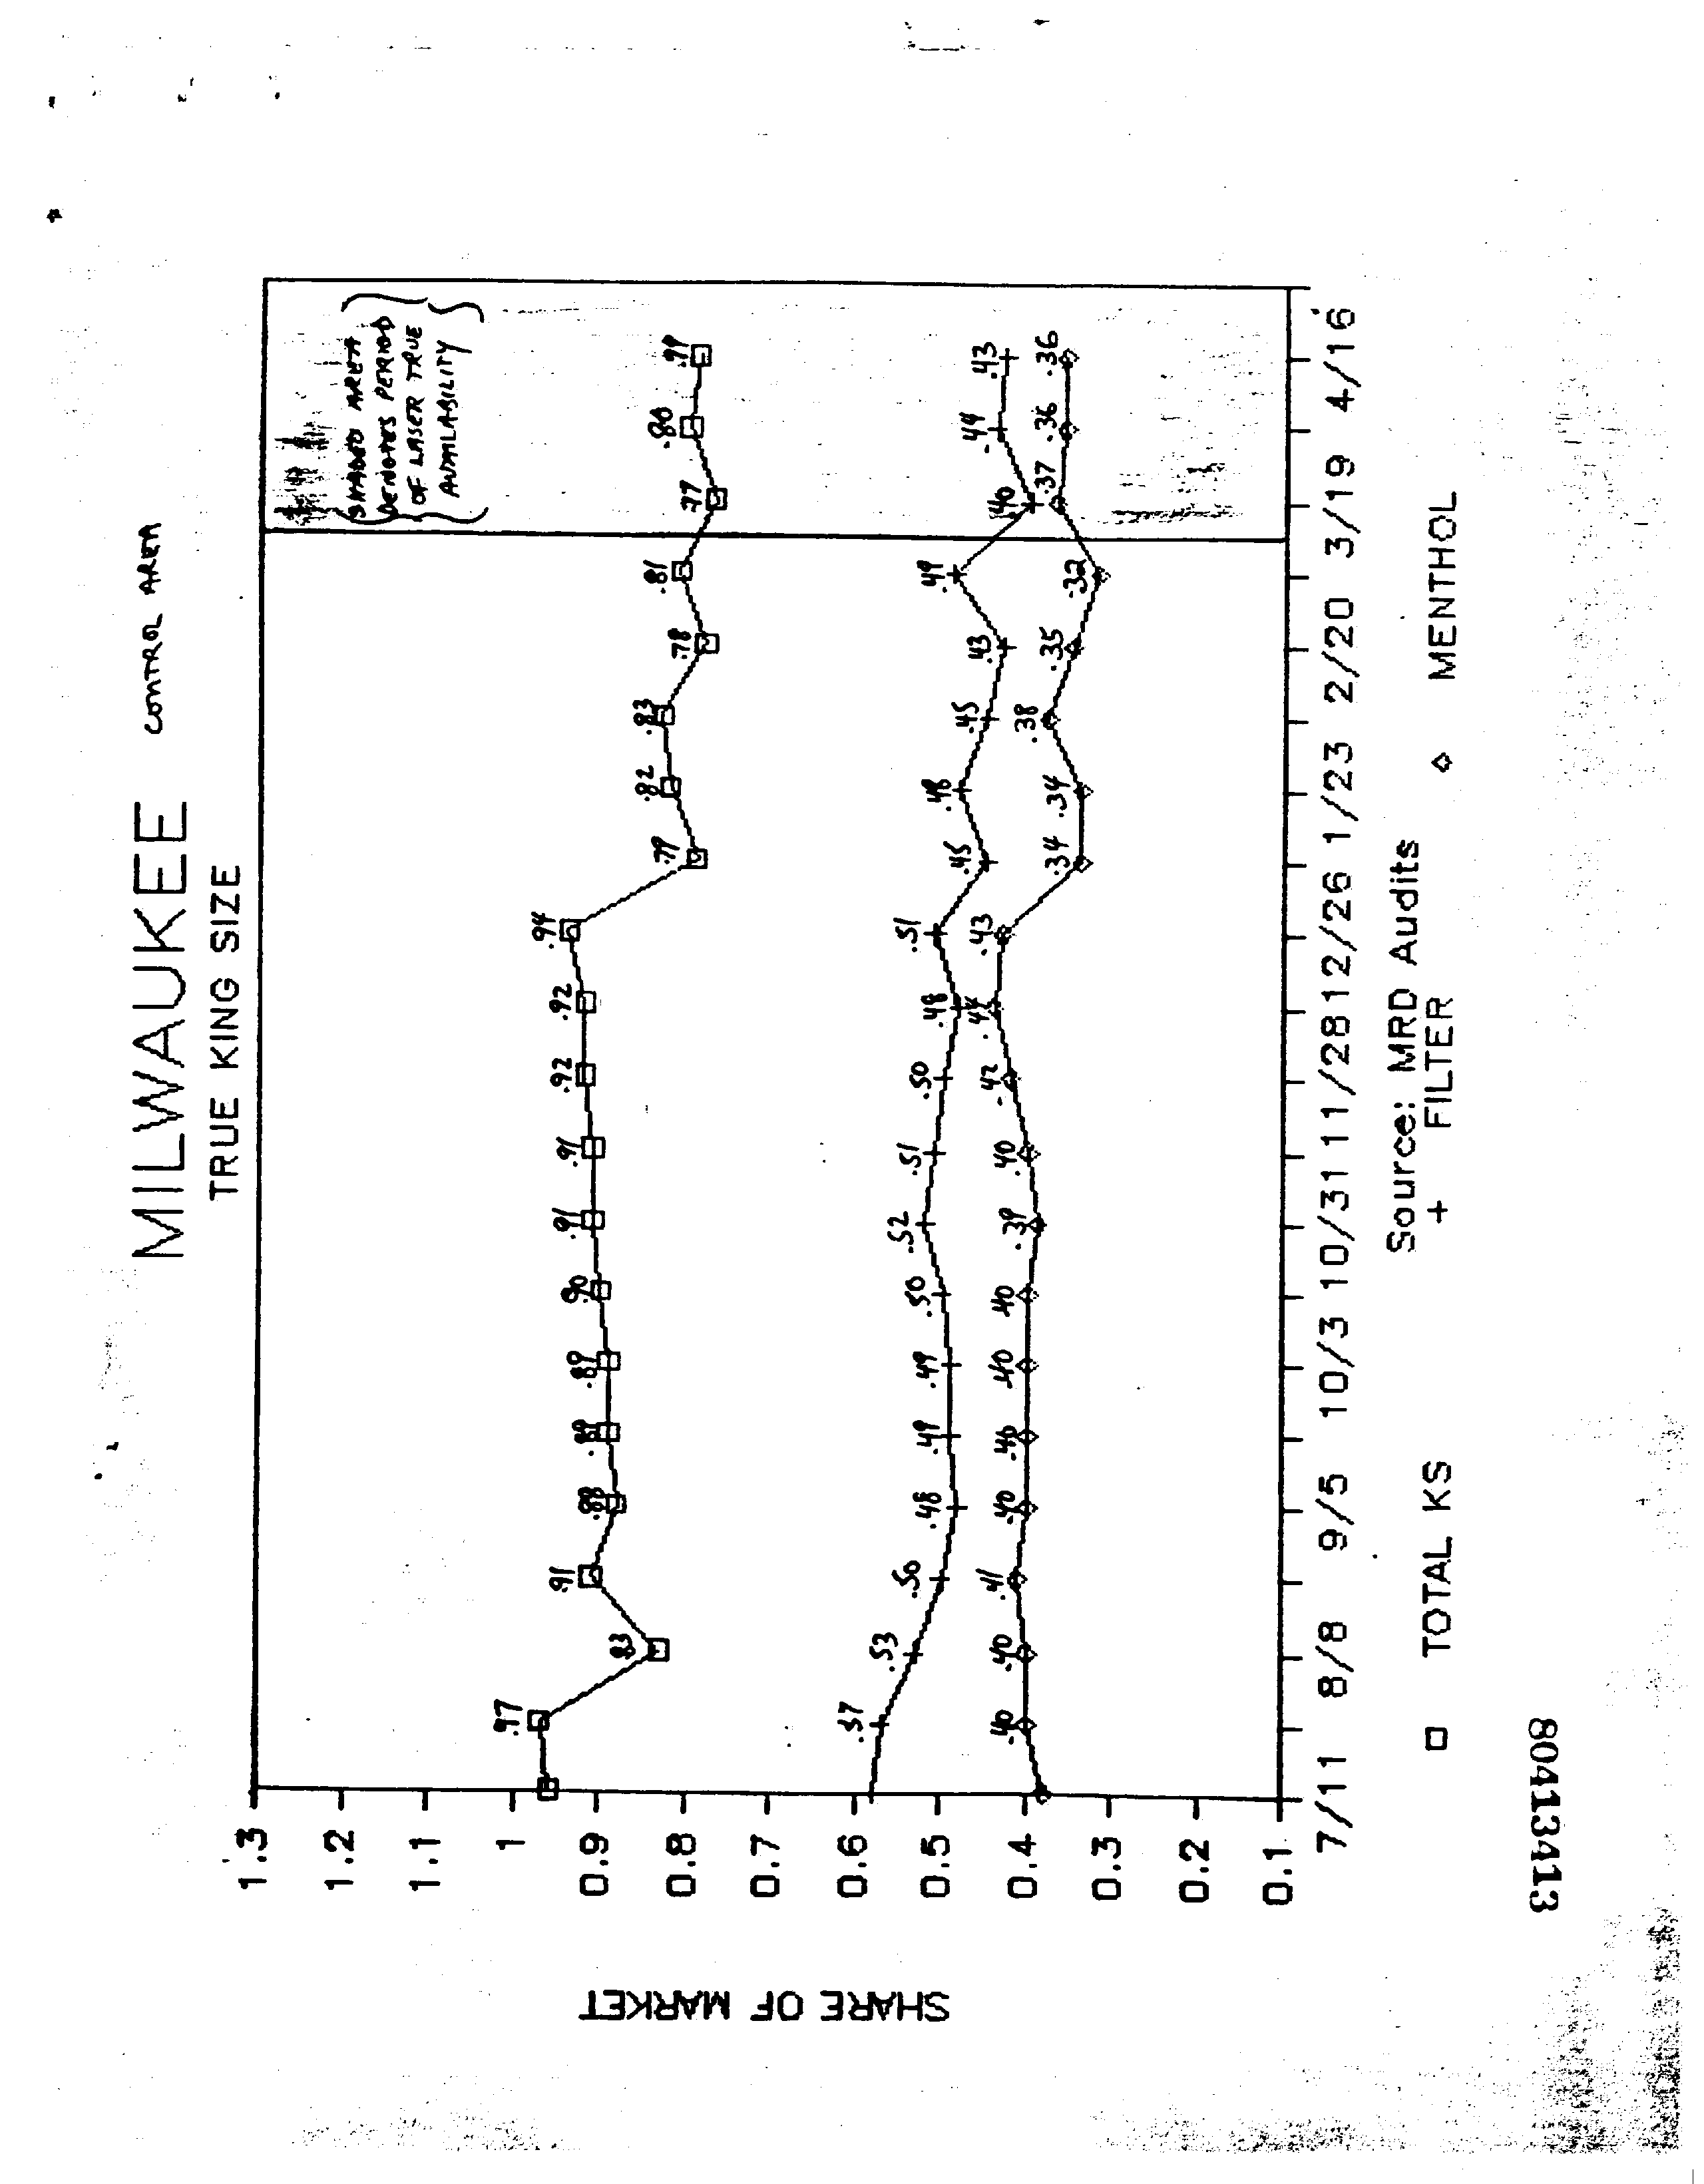 MILWAUKEE CONTROL AREA
TRUE KING SIZE
SHADED AREA
DENOTES PERIOD
OF LASER TRUE
AVAILABILITY
SHARE OF MARKET
1.3
1.2
1.1
1
0.9
0.8
0.7
0.6
0.5
0.4
0.3
0.2
0.1
.97 .83 .91 .88 .89 .89 .90 .91 .91 .92 .92 .94 .79 .82 .83 .78 .81 .77 .80 .79
.57 .53 .50 .48 .49 .49 .50 .52 .51 .50 .48 .51 .45 .48 .45 .43 .49 .40 .44 .43
.40 .40 .41 .40 .40 .40 .40 .39 .40 .42 .44 .43 .34 .34 .38 .35 .32 .37 .36 .36
7/11 8/8 9/5 10/3 10/31 11/28 12/26 1/23 2/20 3/19 4/16
Source: MRD Audits
□ TOTAL KS + FILTER ◇ MENTHOL
80413413